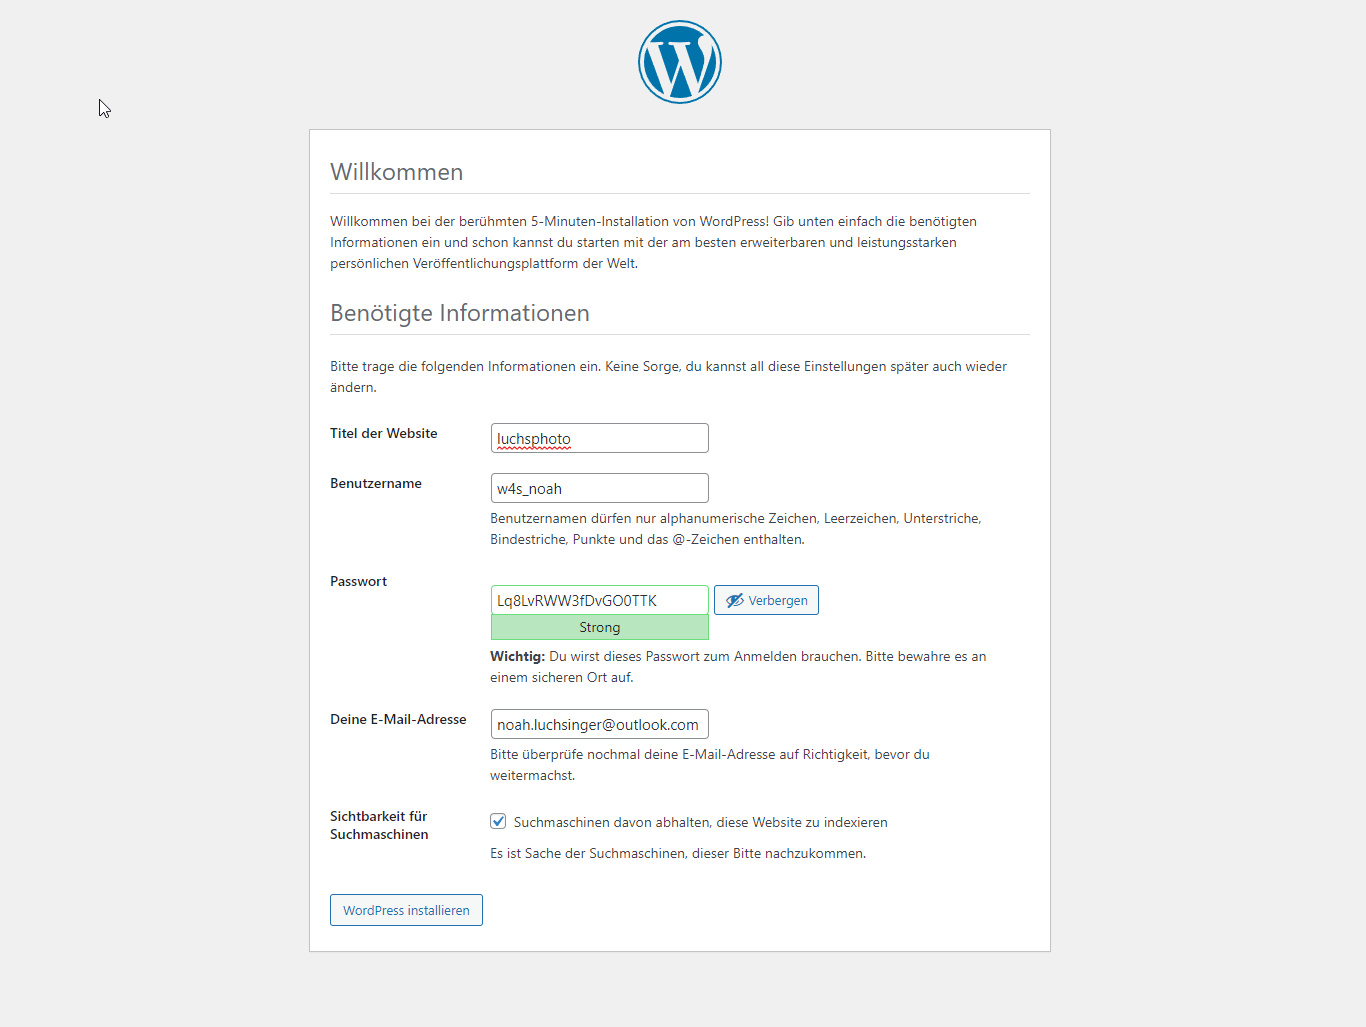 Willkommen
Willkommen bei der berühmten 5-Minuten-Installation von WordPress! Gib unten einfach die benötigten
Informationen ein und schon kannst du starten mit der am besten erweiterbaren und leistungsstarken
persönlichen Veröffentlichungsplattform der Welt.
Benötigte Informationen
Bitte trage die folgenden Informationen ein. Keine Sorge, du kannst all diese Einstellungen später auch wieder
ändern.
Titel der Website
luchsphoto
Benutzername
w4s_noah
Benutzernamen dürfen nur alphanumerische Zeichen, Leerzeichen, Unterstriche,
Bindestriche, Punkte und das @-Zeichen enthalten.
Passwort
Lq8LvRWW3fDvGO0TTK
Verbergen
Strong
Wichtig: Du wirst dieses Passwort zum Anmelden brauchen. Bitte bewahre es an
einem sicheren Ort auf.
Deine E-Mail-Adresse
noah.luchsinger@outlook.com
Bitte überprüfe nochmal deine E-Mail-Adresse auf Richtigkeit, bevor du
weitermachst.
Sichtbarkeit für
Suchmaschinen
Suchmaschinen davon abhalten, diese Website zu indexieren
Es ist Sache der Suchmaschinen, dieser Bitte nachzukommen.
WordPress installieren